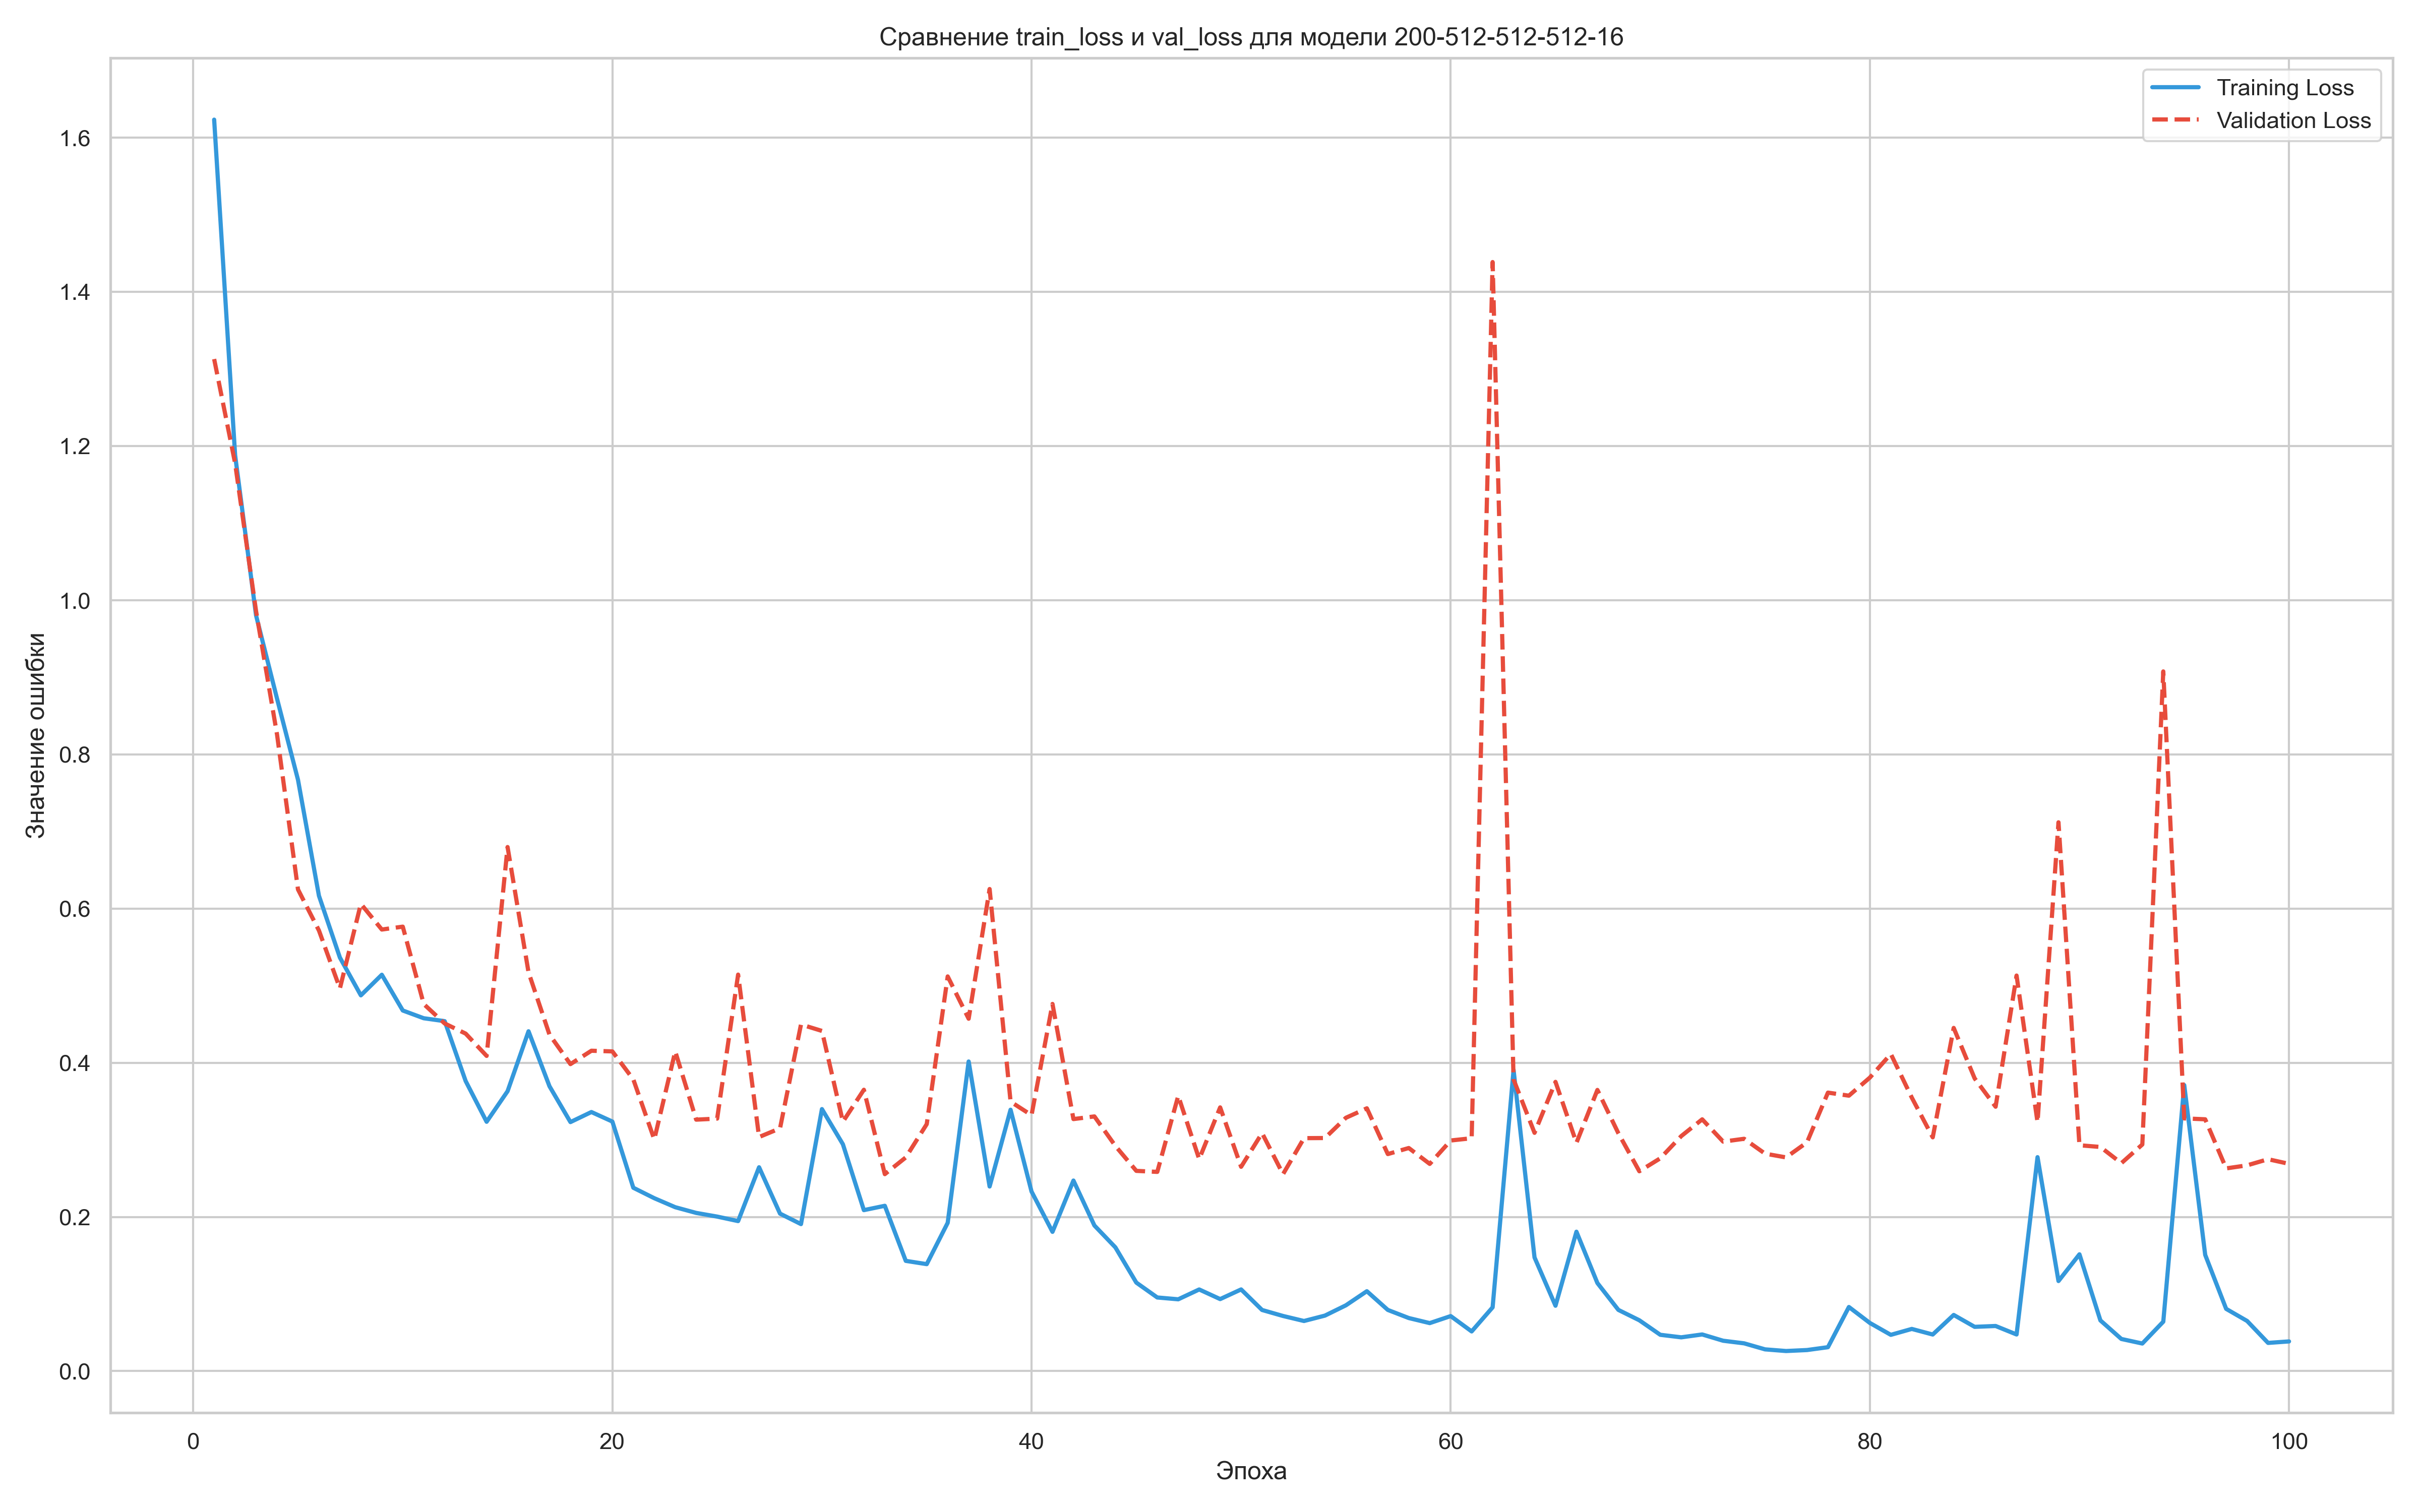 Сравнение train_loss и val_loss для модели 200-512-512-512-16
Training Loss
Validation Loss
1.6
1.4
1.2
1.0
0.8
0.6
0.4
0.2
0.0
Значение ошибки
0 20 40 60 80 100
Эпоха